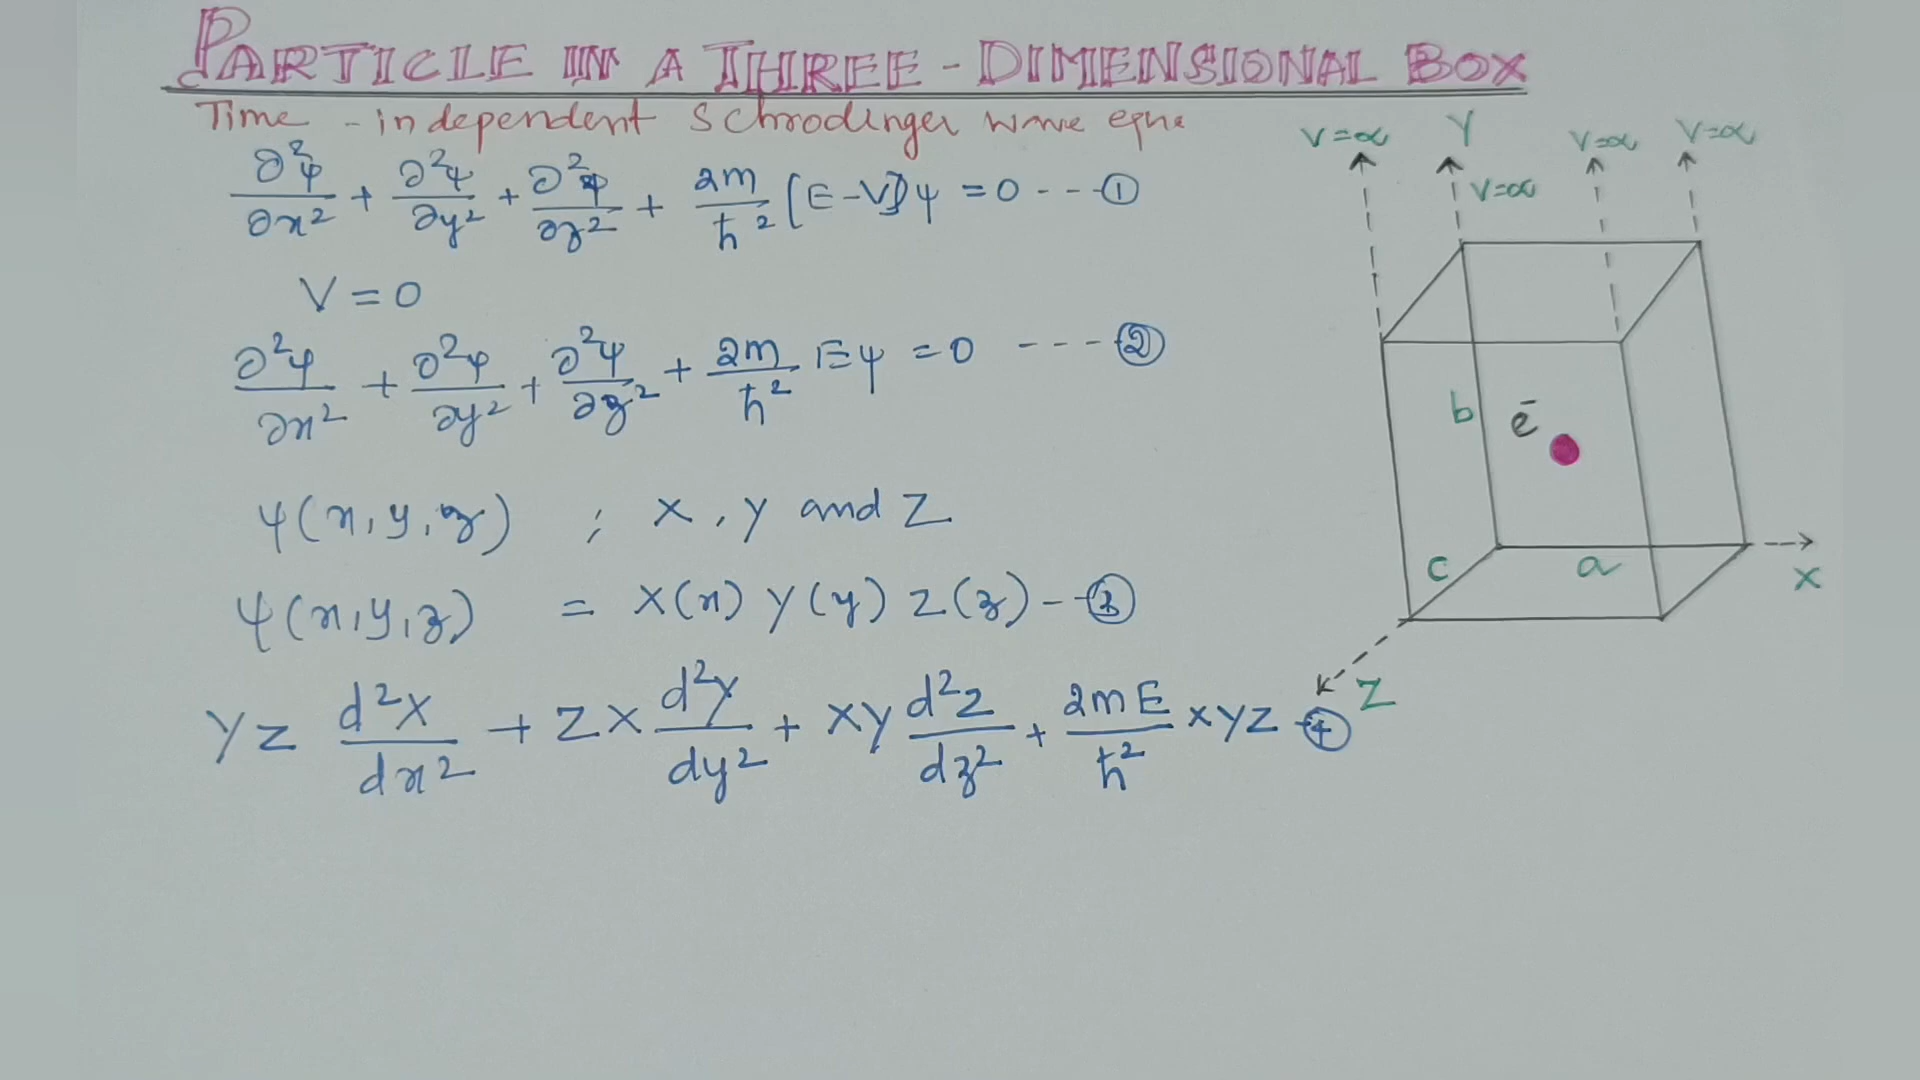 PARTICLE IN A THREE-DIMENSIONAL BOX
Time - independent Schrodinger wave equn
∂²ψ/∂x² + ∂²ψ/∂y² + ∂²ψ/∂z² + 2m/ħ² [E-V]ψ = 0 --- ①
V = 0
∂²ψ/∂x² + ∂²ψ/∂y² + ∂²ψ/∂z² + 2m/ħ² Eψ = 0 --- ②
ψ(x,y,z) ; X, Y and Z
ψ(x,y,z) = X(x) Y(y) Z(z) -- ③
YZ d²X/dx² + ZX d²Y/dy² + XY d²Z/dz² + 2mE/ħ² XYZ - ④
V=∝ Y V=∝ V=∝
V=∝
b e⁻
c a
X
Z